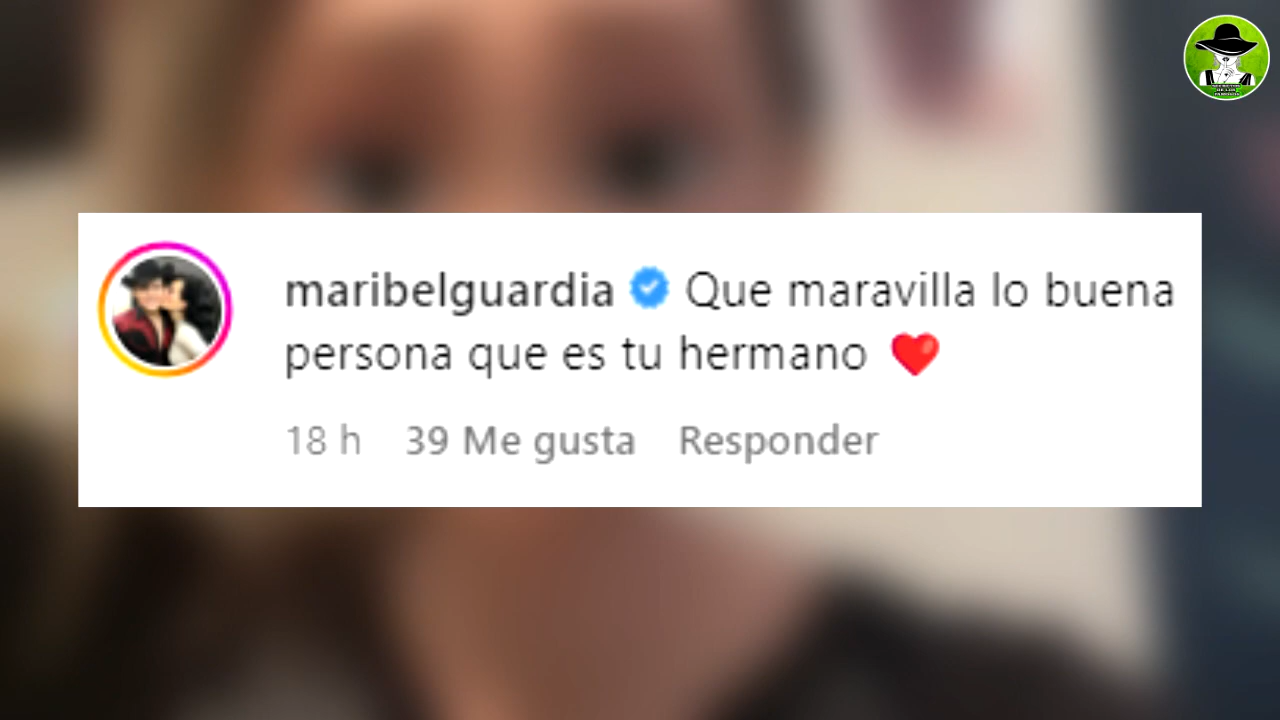 maribelguardia Que maravilla lo buena
persona que es tu hermano ❤️
18 h 39 Me gusta Responder